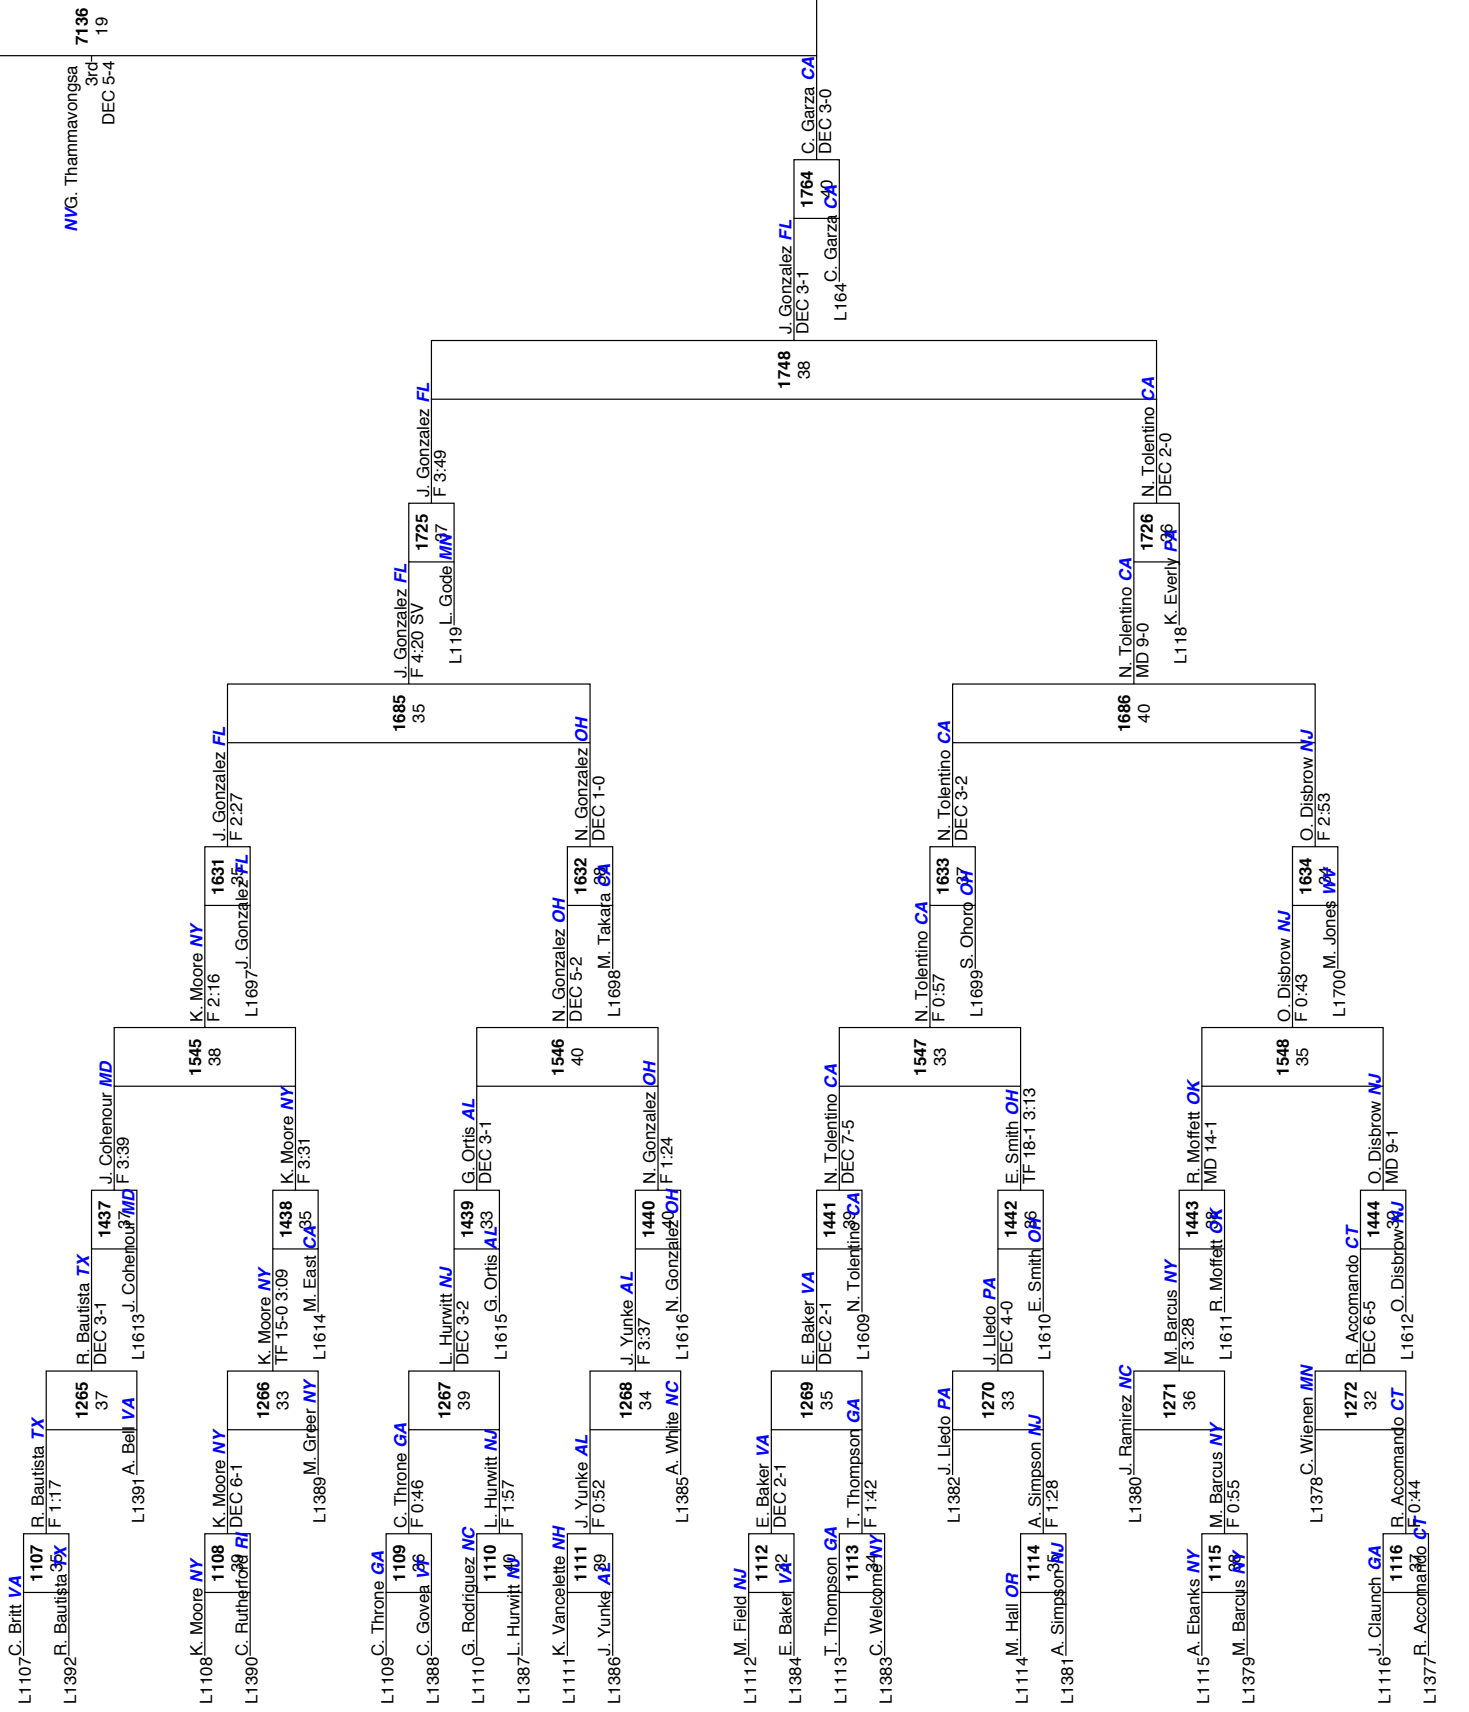 L1107 C. Britt VA
1107
35
L1392 R. Bautista TX
L1108 K. Moore NY
1108
39
L1390 C. Rutherford RI
L1109 C. Throne GA
1109
L1388 C. Govea VT
L1110 G. Rodriguez NC
1110
40
L1387 L. Hurwitt NJ
L1111 K. Vancelette NH
1111
39
L1386 J. Yunke AL
L1112 M. Field NJ
1112
32
L1384 E. Baker VA
L1113 T. Thompson GA
1113
34
L1383 C. Welcome NY
L1114 M. Hall OR
1114
35
L1381 A. Simpson NJ
L1115 A. Ebanks NY
1115
L1379 M. Barcus NY
L1116 J. Claunch GA
1116
37
L1377 R. Accomando CT
R. Bautista TX
F 1:17
1265
37
L1391 A. Bell VA
K. Moore NY
DEC 6-1
1266
33
L1389 M. Greer NY
C. Throne GA
F 0:46
1267
39
L. Hurwitt NJ
F 1:57
J. Yunke AL
F 0:52
1268
34
L1385 A. White NC
E. Baker VA
DEC 2-1
1269
35
T. Thompson GA
F 1:42
L1382 J. Lledo PA
1270
33
A. Simpson NJ
F 1:28
L1380 J. Ramirez NC
1271
36
M. Barcus NY
F 0:55
L1378 C. Wienen MN
1272
32
R. Accomando CT
F 0:44
R. Bautista TX
DEC 3-1
1437
37
L1613 J. Cohenour MD
K. Moore NY
TF 15-0 3:09
1438
35
L1614 M. East CA
L. Hurwitt NJ
DEC 3-2
1439
33
L1615 G. Ortis AL
J. Yunke AL
F 3:37
1440
40
L1616 N. Gonzalez OH
E. Baker VA
DEC 2-1
1441
39
L1609 N. Tolentino CA
J. Lledo PA
DEC 4-0
1442
36
L1610 E. Smith OH
M. Barcus NY
F 3:28
1443
38
L1611 R. Moffett OK
R. Accomando CT
DEC 6-5
1444
39
L1612 O. Disbrow NJ
J. Cohenour MD
F 3:39
1545
38
K. Moore NY
F 3:31
G. Ortis AL
DEC 3-1
1546
40
N. Gonzalez OH
F 1:24
N. Tolentino CA
DEC 7-5
1547
33
E. Smith OH
TF 18-1 3:13
R. Moffett OK
MD 14-1
1548
35
O. Disbrow NJ
MD 9-1
K. Moore NY
F 2:16
1631
35
L1697 J. Gonzalez FL
N. Gonzalez OH
DEC 5-2
1632
L1698 M. Takara CA
N. Tolentino CA
F 0:57
1633
37
L1699 S. Ohoro OH
O. Disbrow NJ
F 0:43
1634
34
L1700 M. Jones WV
J. Gonzalez FL
F 2:27
1685
35
N. Gonzalez OH
DEC 1-0
N. Tolentino CA
DEC 3-2
1686
40
O. Disbrow NJ
F 2:53
J. Gonzalez FL
F 4:20 SV
1725
37
L119 L. Gode MN
N. Tolentino CA
MD 9-0
1726
36
L118 K. Everly PA
J. Gonzalez FL
F 3:49
1748
38
N. Tolentino CA
DEC 2-0
J. Gonzalez FL
DEC 3-1
1764
40
L164 C. Garza CA
C. Garza CA
DEC 3-0
7136
19
NV G. Thammavongsa
3rd
DEC 5-4